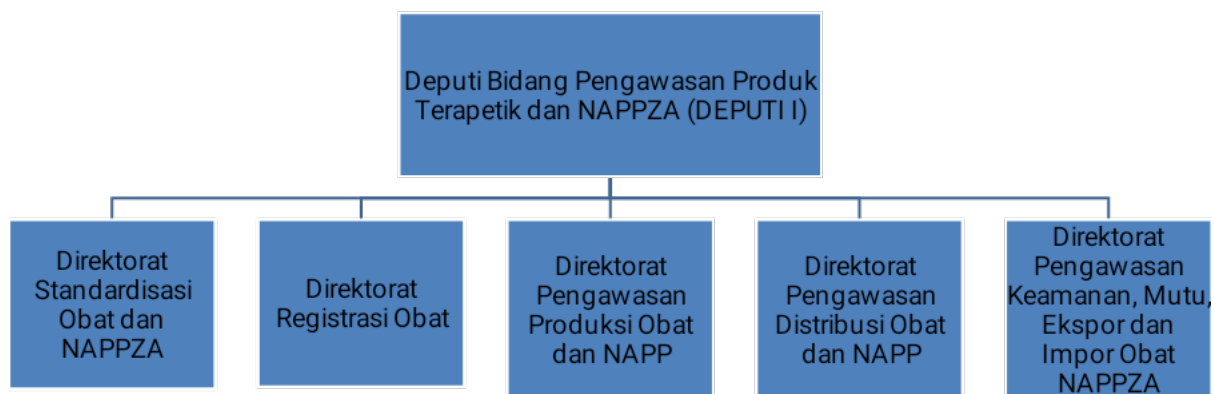 Deputi Bidang Pengawasan Produk
Terapetik dan NAPPZA (DEPUTI I)
Direktorat
Standardisasi
Obat dan
NAPPZA
Direktorat
Registrasi Obat
Direktorat
Pengawasan
Produksi Obat
dan NAPP
Direktorat
Pengawasan
Distribusi Obat
dan NAPP
Direktorat
Pengawasan
Keamanan, Mutu,
Ekspor dan
Impor Obat
NAPPZA